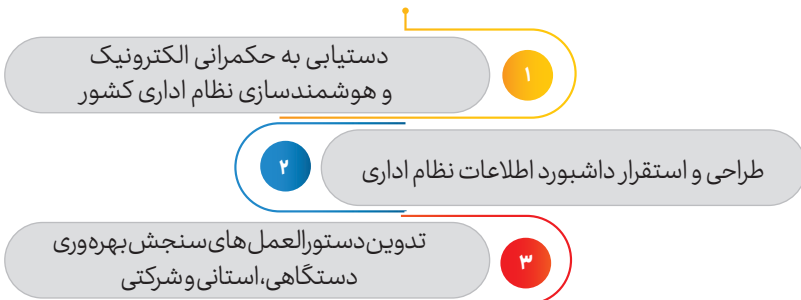 ۱
دستیابی به حکمرانی الکترونیک
و هوشمندسازی نظام اداری کشور
۲
طراحی و استقرار داشبورد اطلاعات نظام اداری
۳
تدوین دستورالعمل‌های سنجش بهره‌وری
دستگاهی، استانی و شرکتی